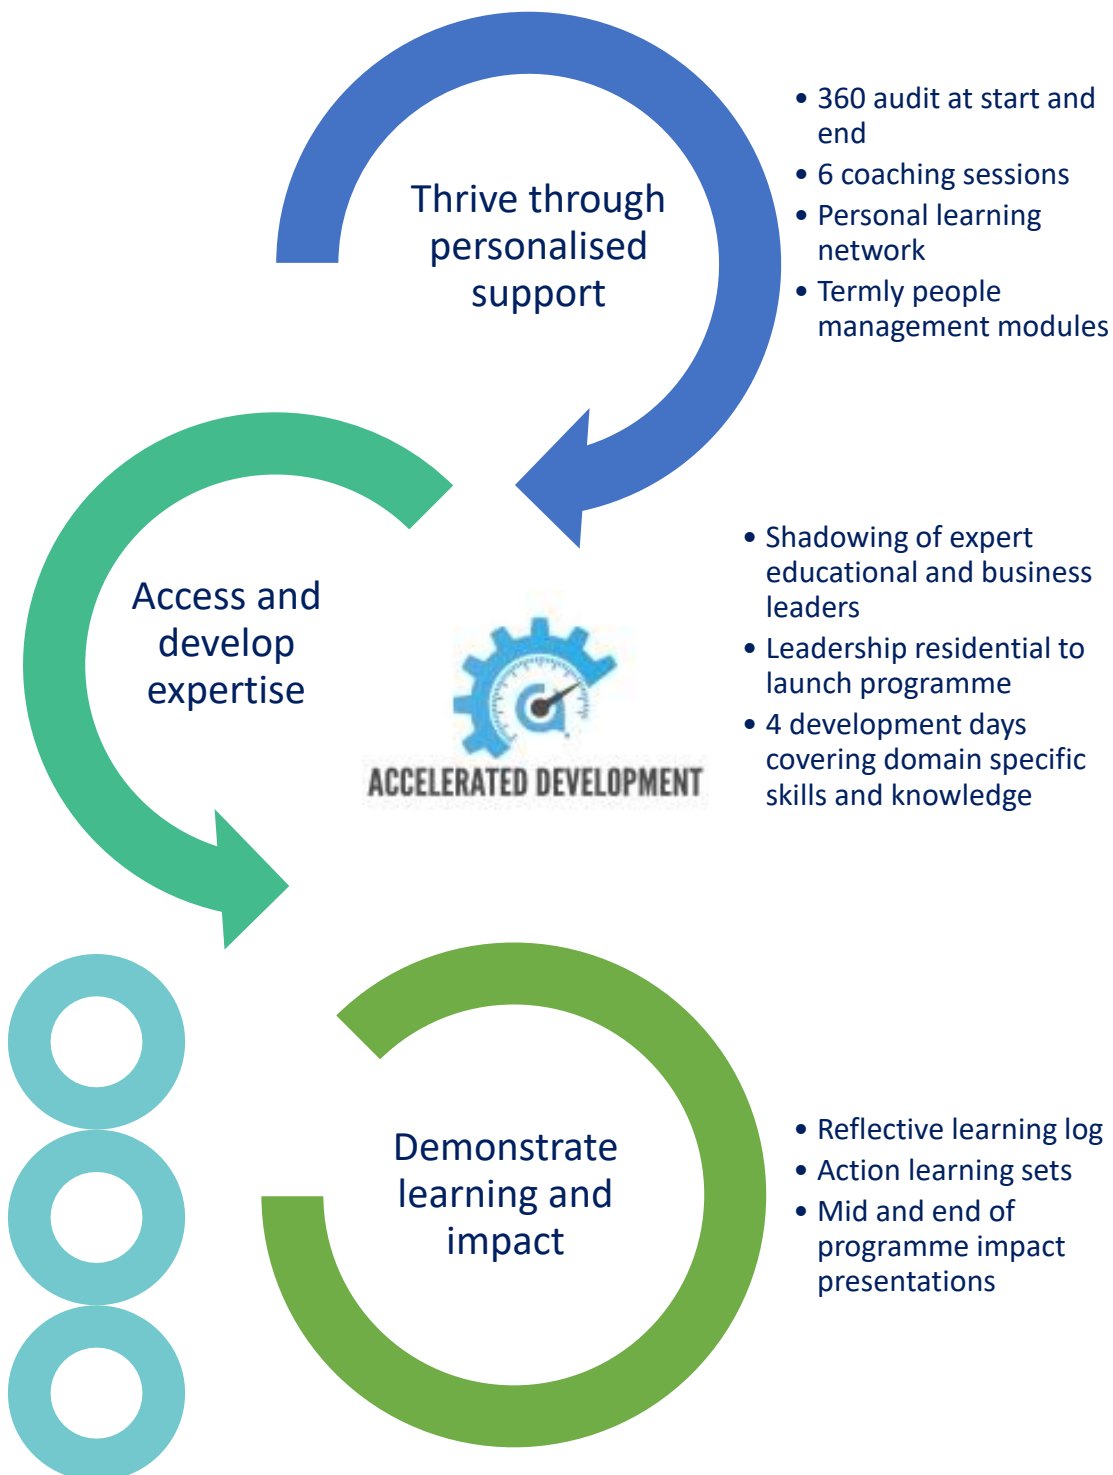 Thrive through
personalised
support
• 360 audit at start and
end
• 6 coaching sessions
• Personal learning
network
• Termly people
management modules
Access and
develop
expertise
ACCELERATED DEVELOPMENT
• Shadowing of expert
educational and business
leaders
• Leadership residential to
launch programme
• 4 development days
covering domain specific
skills and knowledge
Demonstrate
learning and
impact
• Reflective learning log
• Action learning sets
• Mid and end of
programme impact
presentations